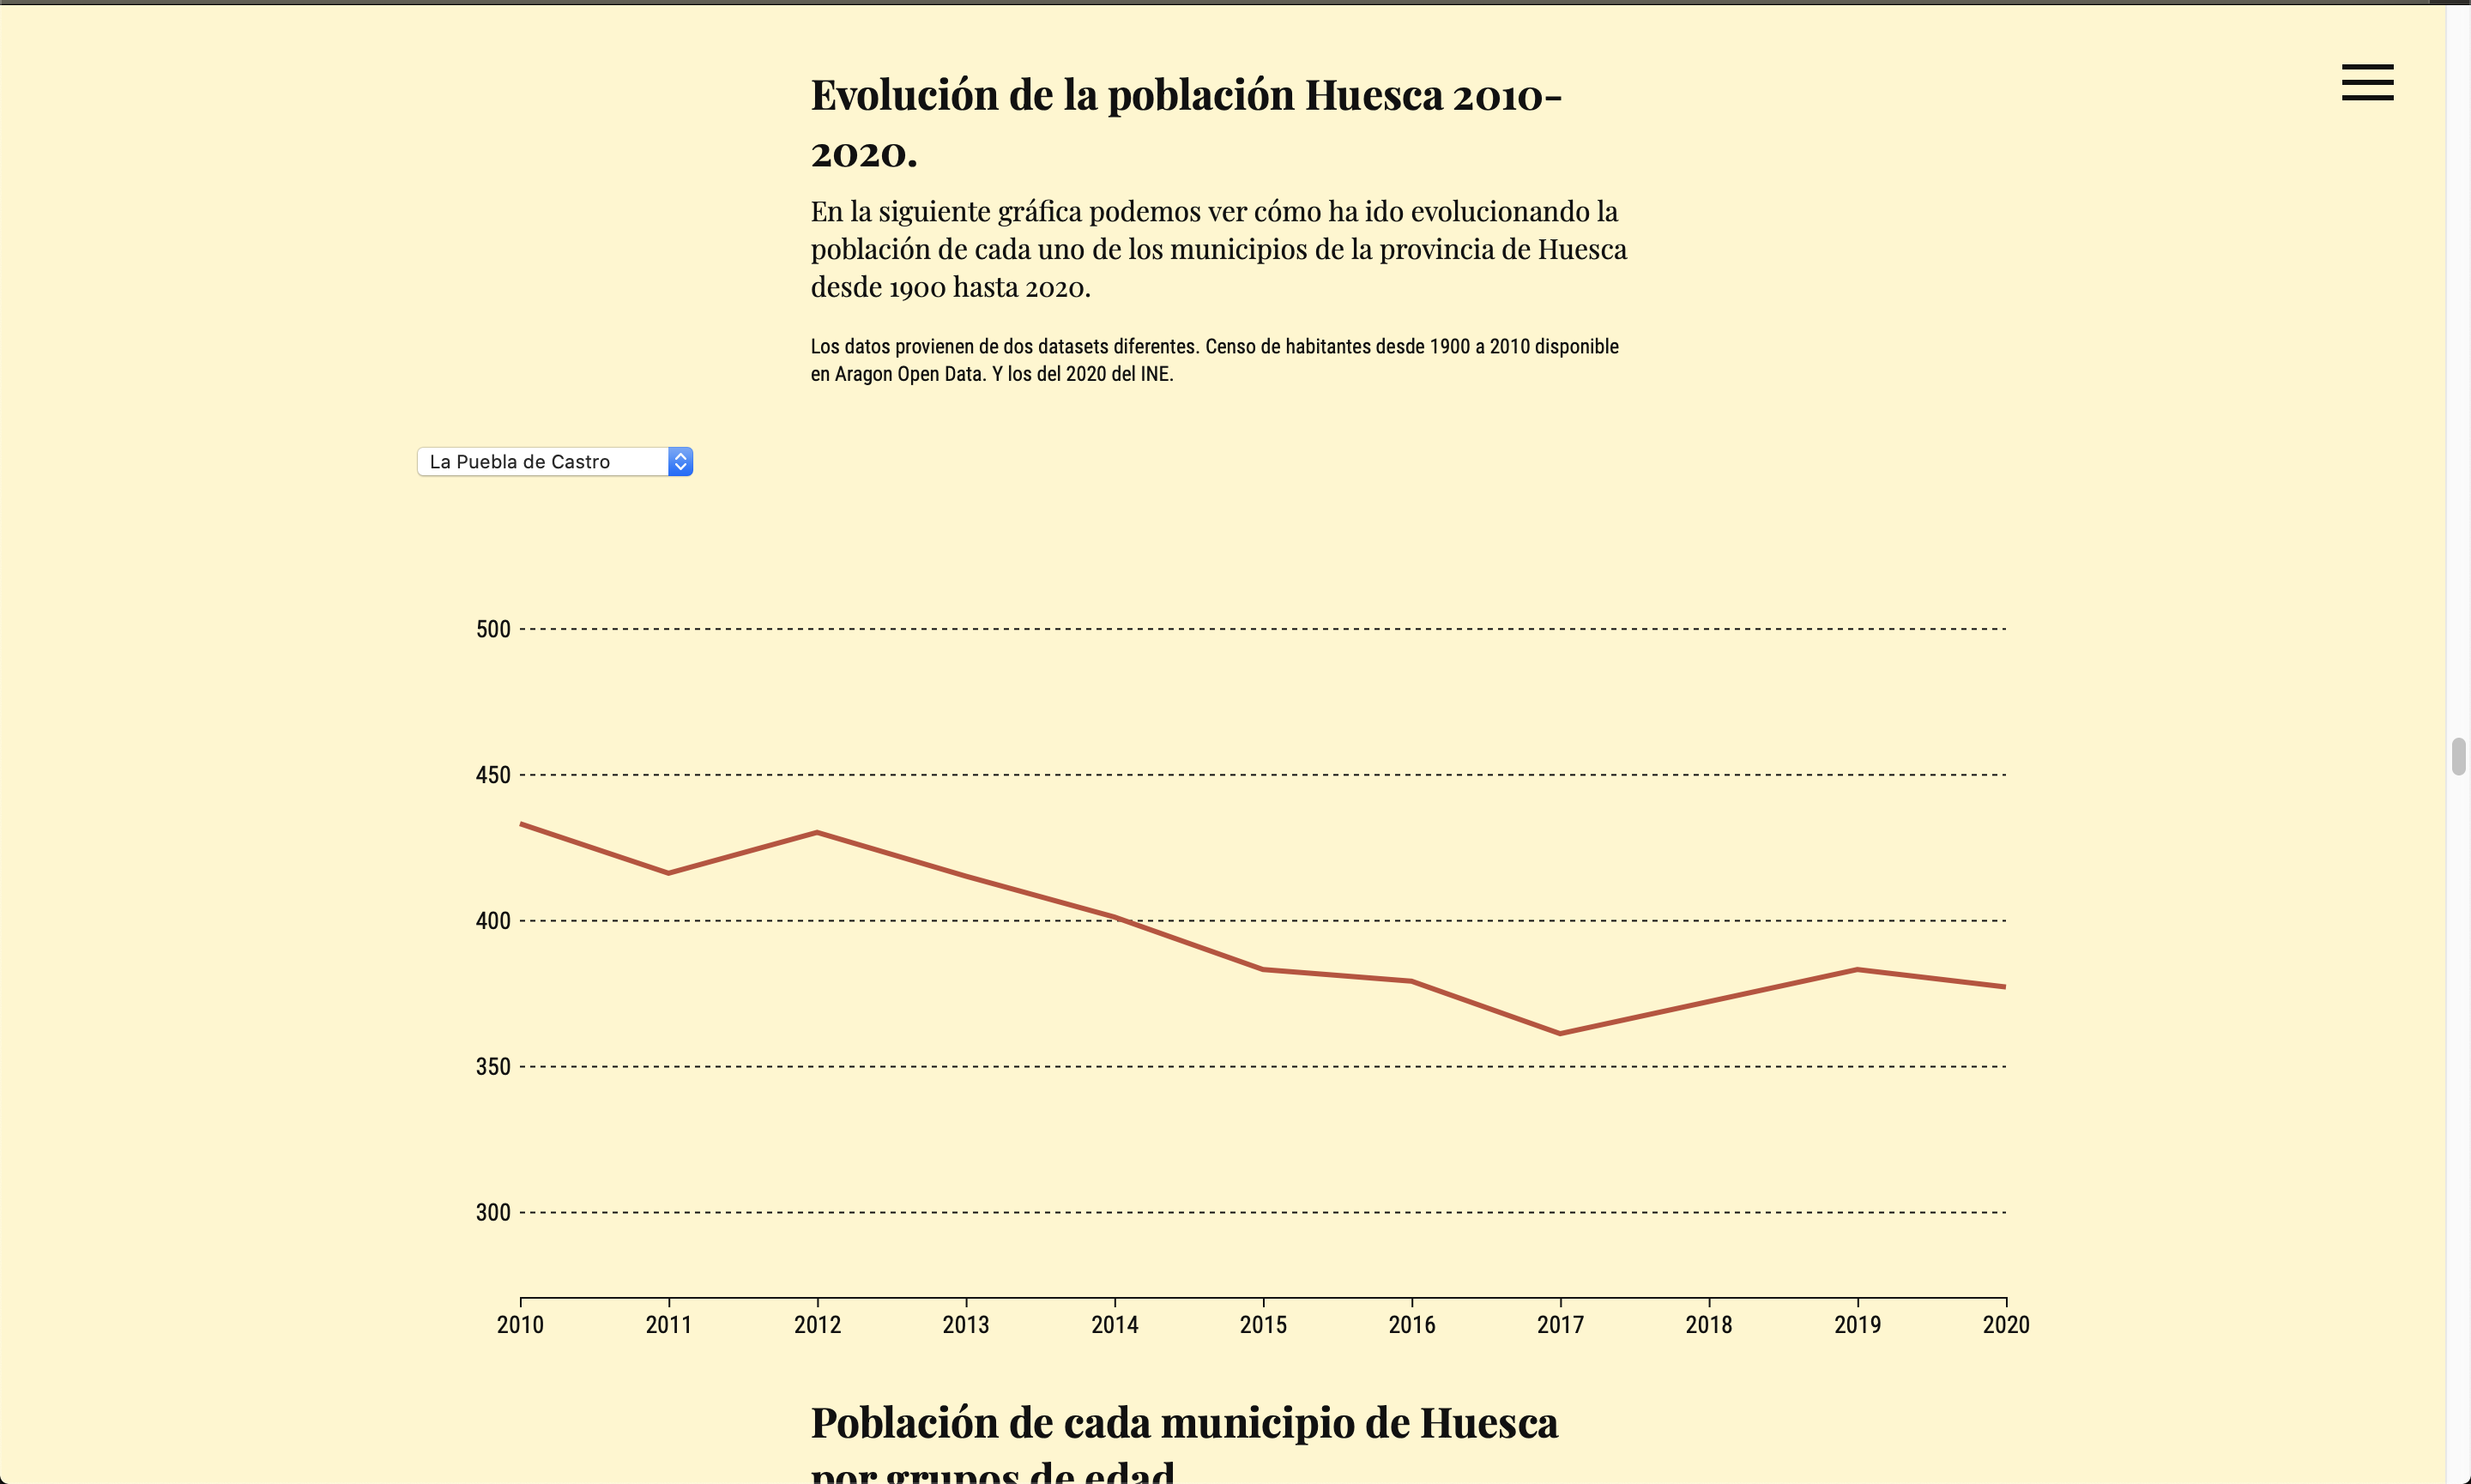 Evolución de la población Huesca 2010-
2020.
En la siguiente gráfica podemos ver cómo ha ido evolucionando la
población de cada uno de los municipios de la provincia de Huesca
desde 1900 hasta 2020.
Los datos provienen de dos datasets diferentes. Censo de habitantes desde 1900 a 2010 disponible
en Aragon Open Data. Y los del 2020 del INE.
La Puebla de Castro
500
450
400
350
300
2010 2011 2012 2013 2014 2015 2016 2017 2018 2019 2020
Población de cada municipio de Huesca
por grupos de edad